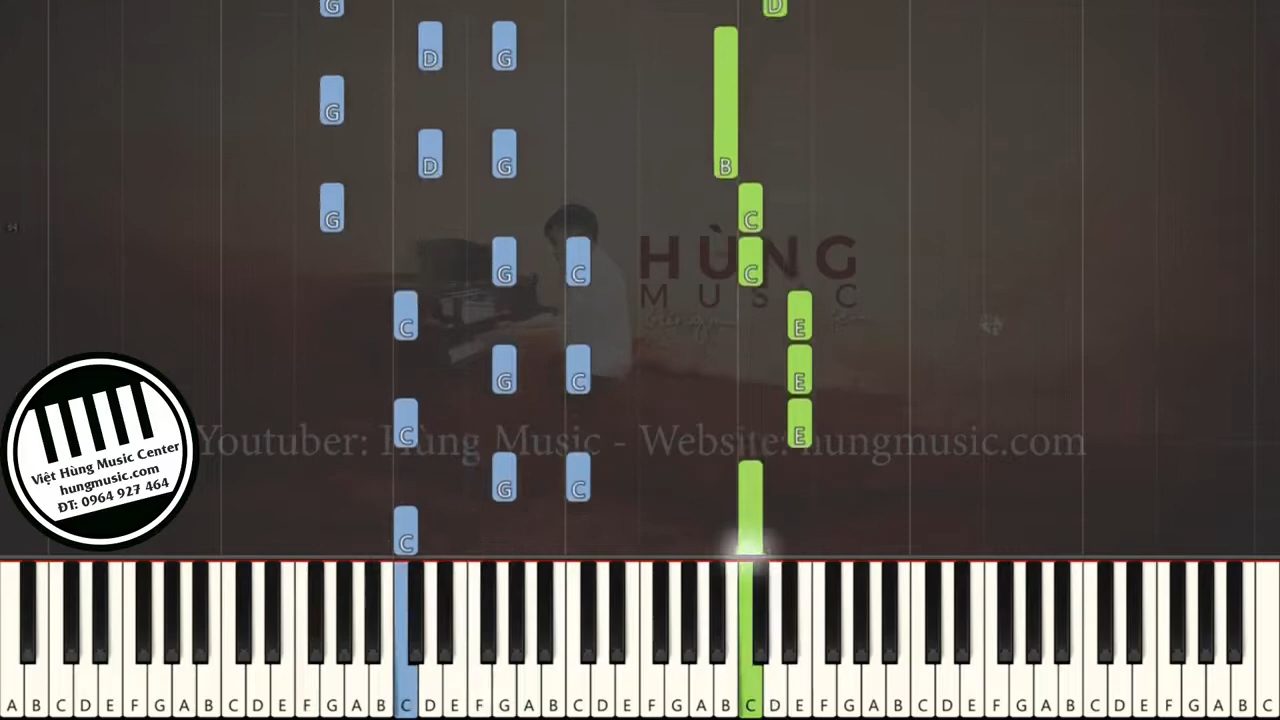 G
D
D G
G
D G B
G C
G C C
C E
G C E
C E
G C
C
HÙNG
MUSIC
Youtuber: Hùng Music - Website: hungmusic.com
Việt Hùng Music Center
hungmusic.com
ĐT: 0964 927 464
A B C D E F G A B C D E F G A B C D E F G A B C D E F G A B C D E F G A B C D E F G A B C D E F G A B C